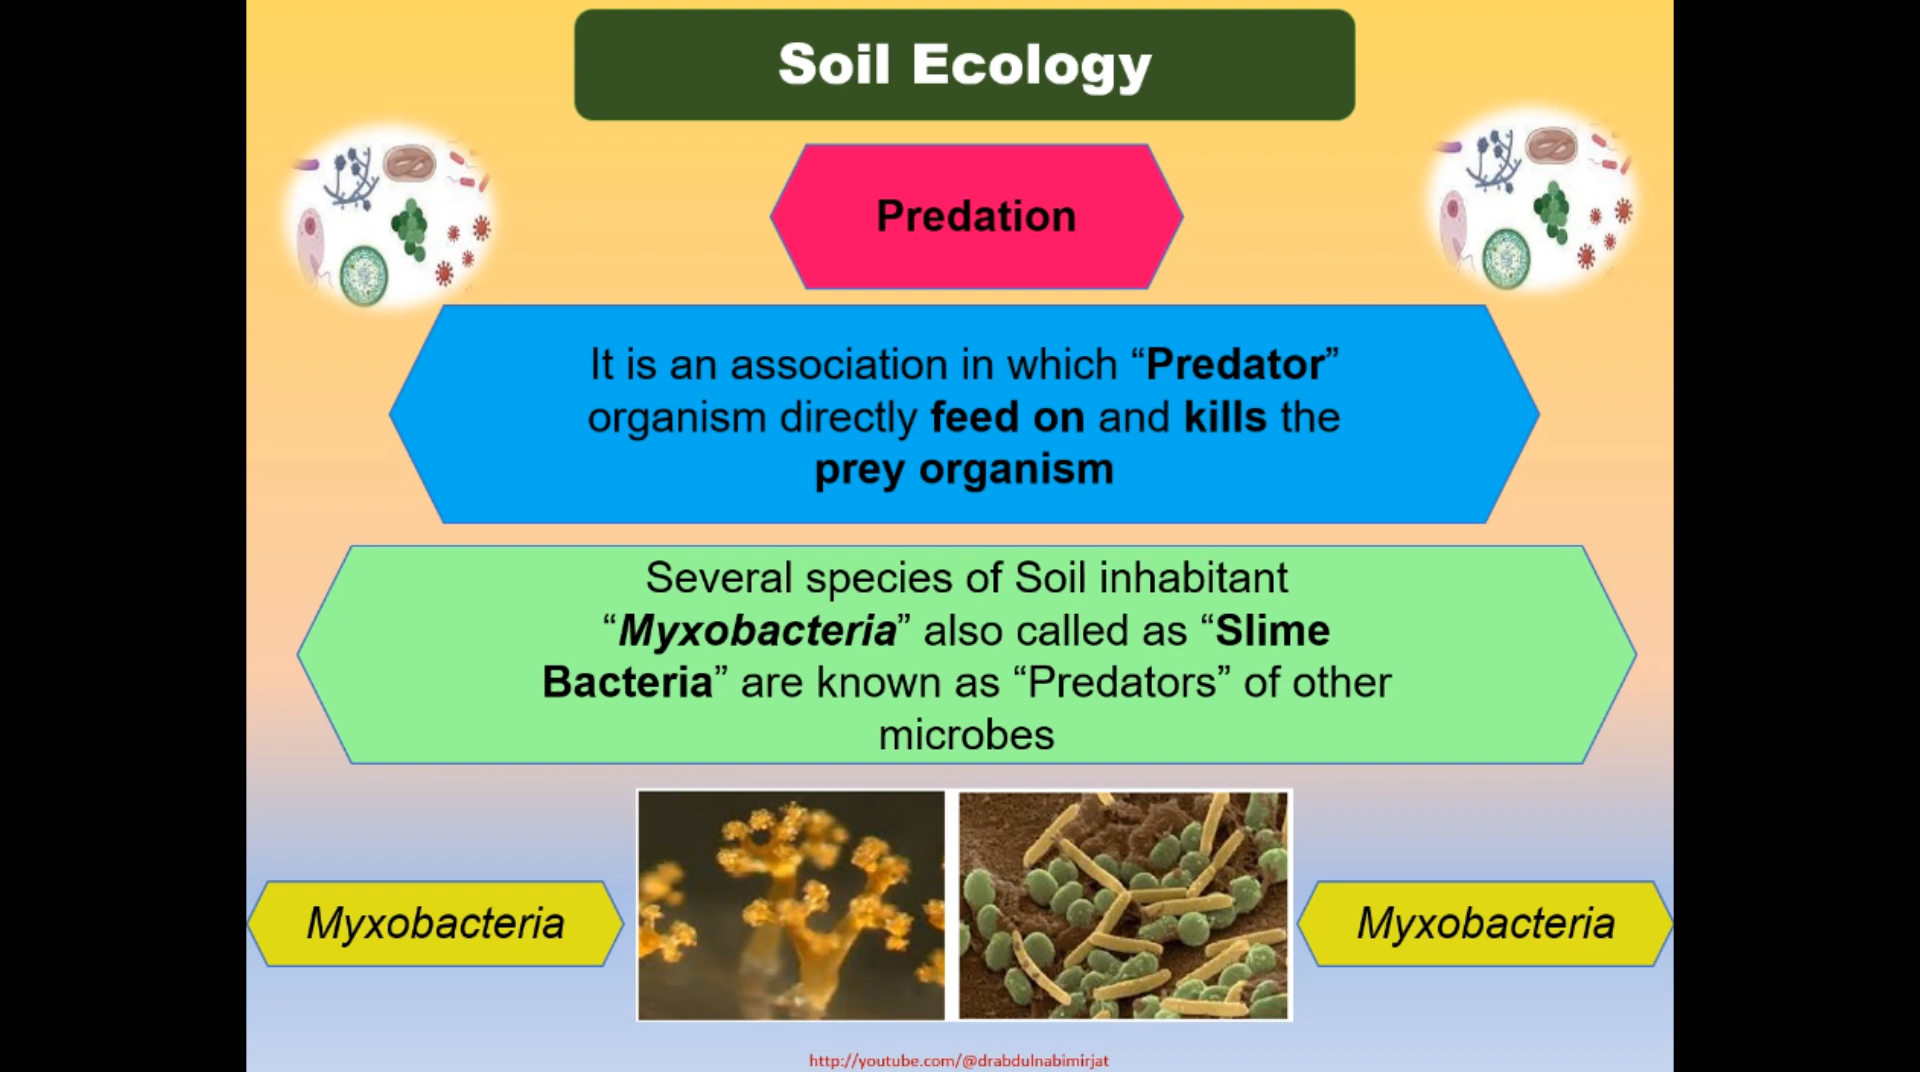 Soil Ecology
Predation
It is an association in which “Predator”
organism directly feed on and kills the
prey organism
Several species of Soil inhabitant
“Myxobacteria” also called as “Slime
Bacteria” are known as “Predators” of other
microbes
Myxobacteria
Myxobacteria
http://youtube.com/@drabdulnabimirjat